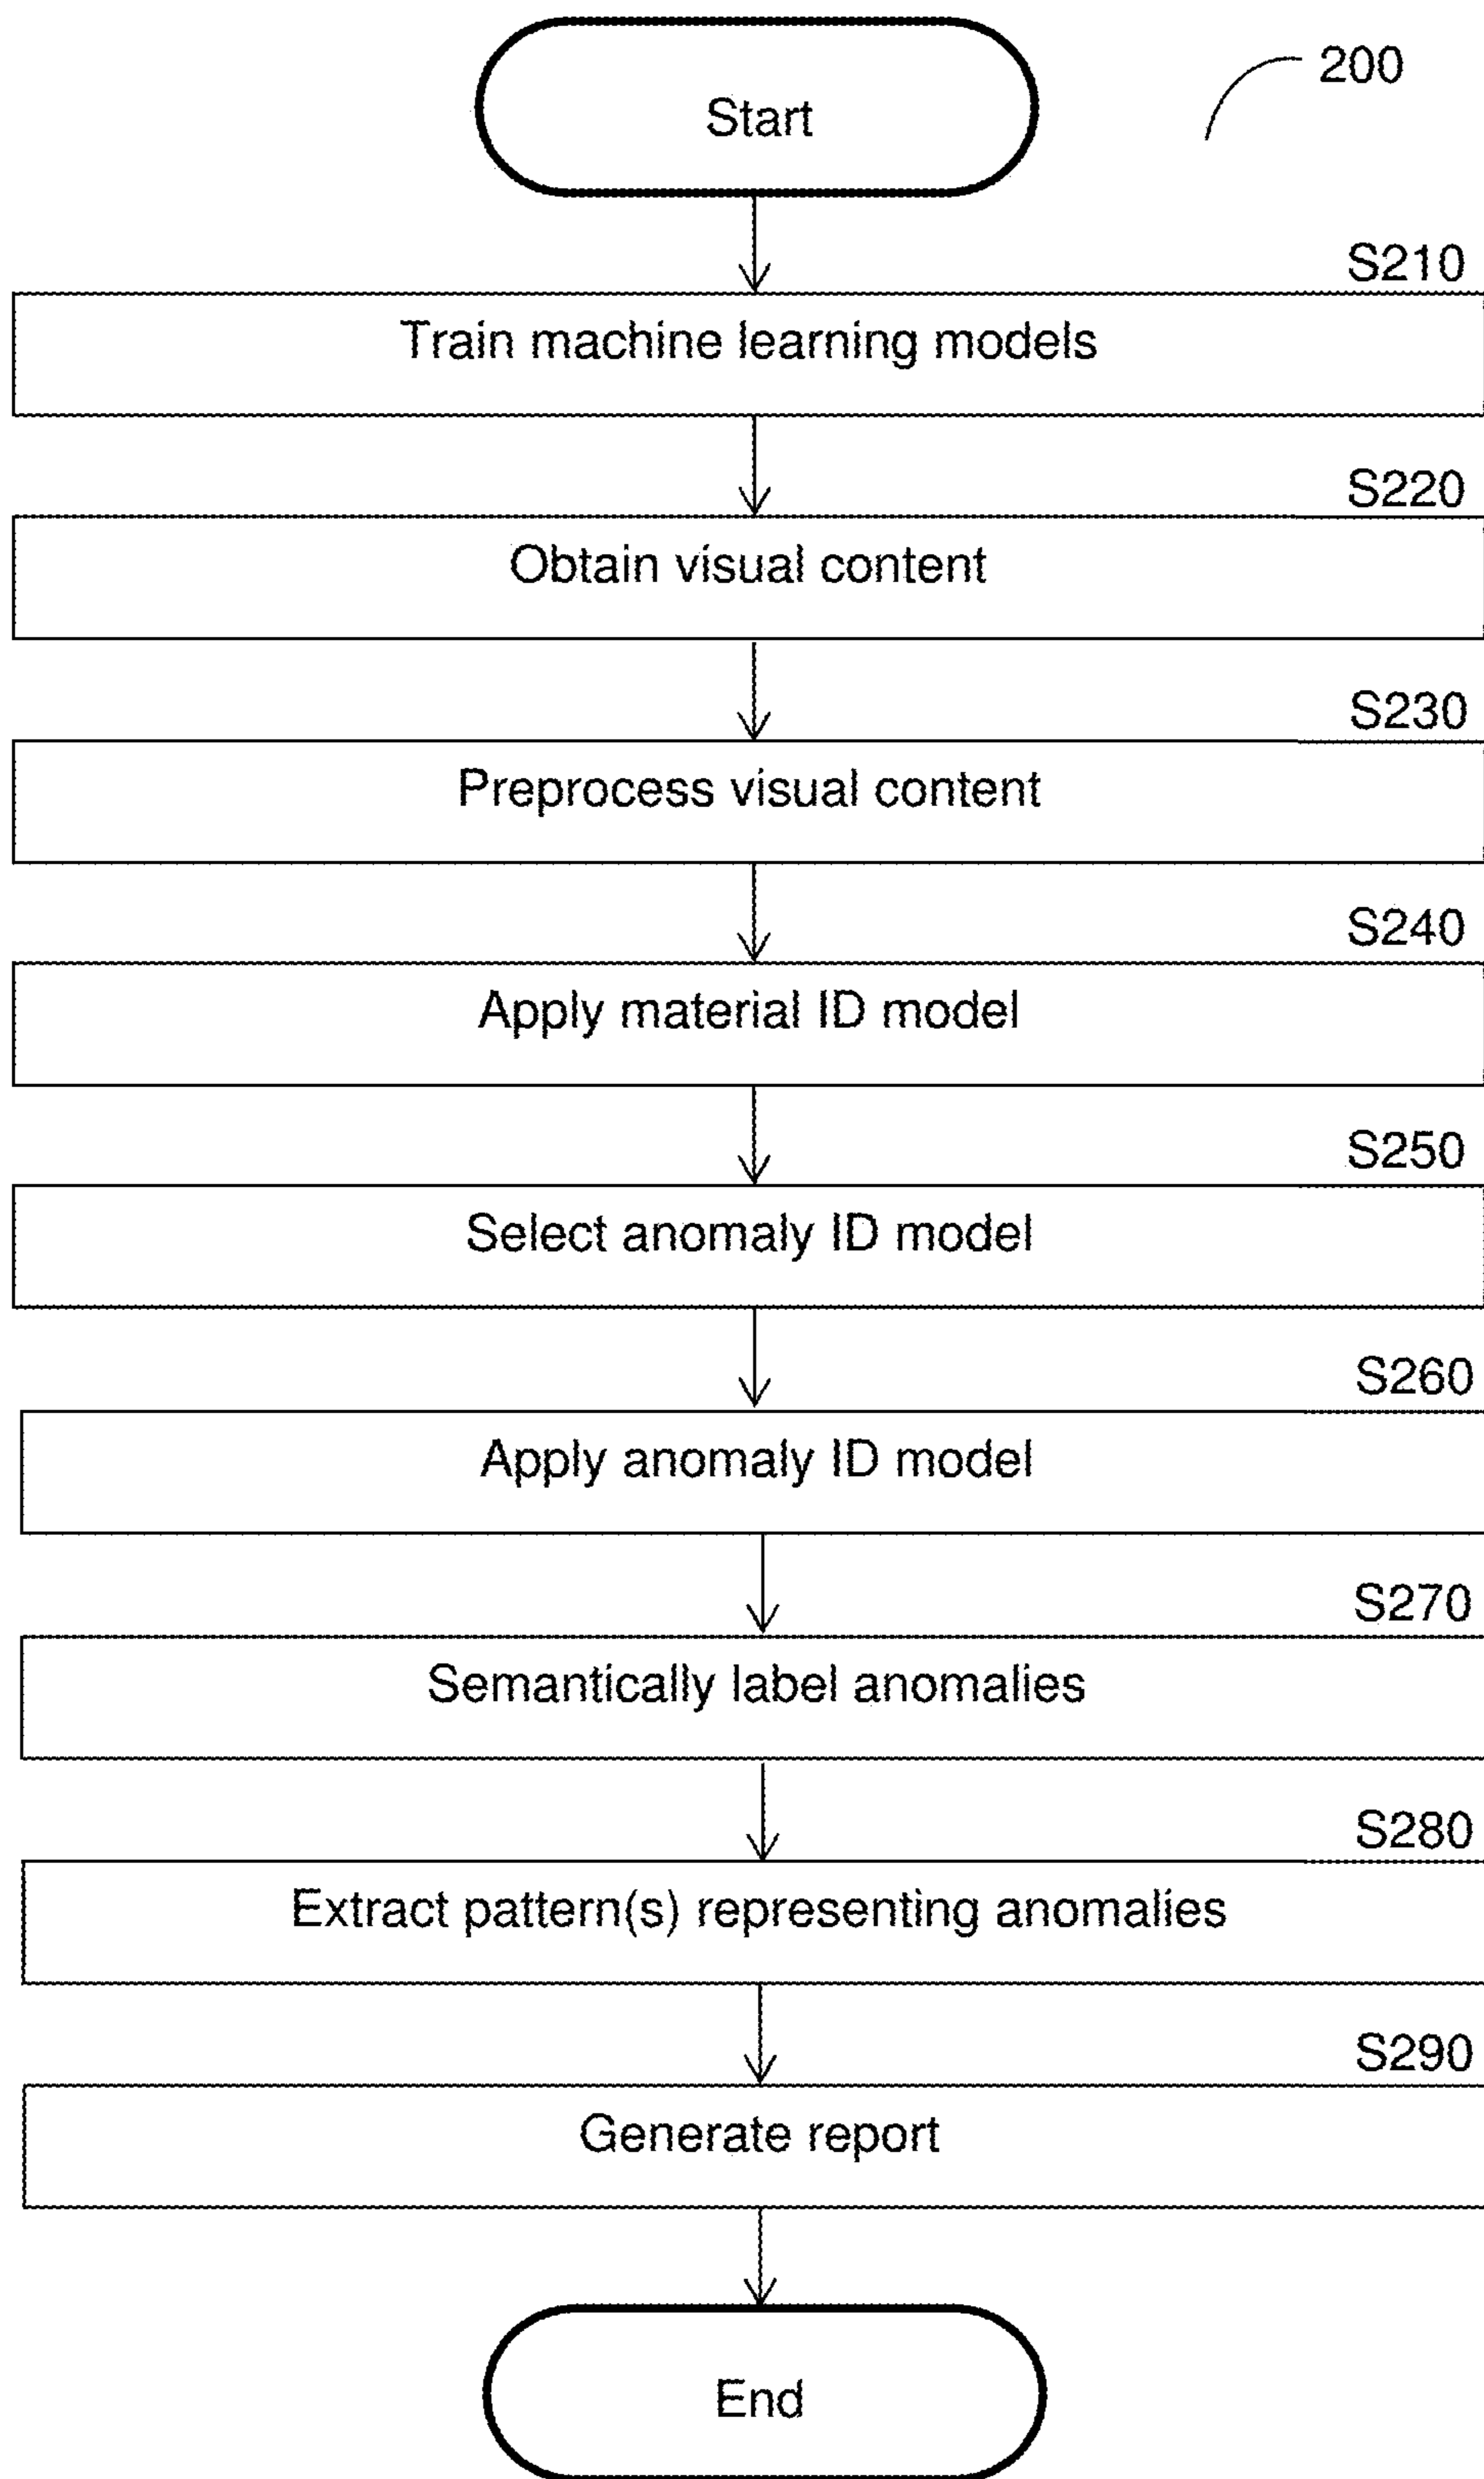 Start
200
S210
Train machine learning models
S220
Obtain visual content
S230
Preprocess visual content
S240
Apply material ID model
S250
Select anomaly ID model
S260
Apply anomaly ID model
S270
Semantically label anomalies
S280
Extract pattern(s) representing anomalies
S290
Generate report
End